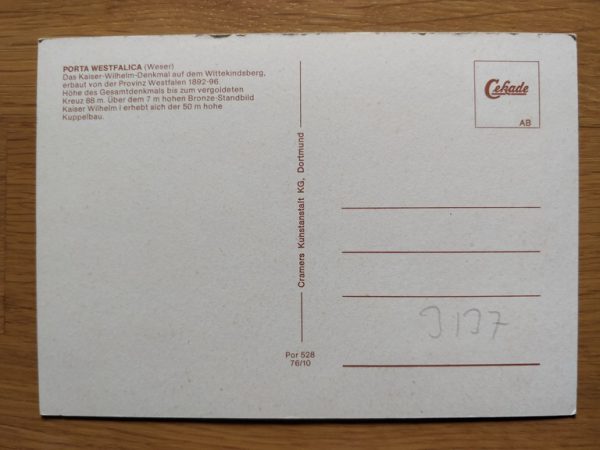 PORTA WESTFALICA (Weser)
Das Kaiser-Wilhelm-Denkmal auf dem Wittekindsberg,
erbaut von der Provinz Westfalen 1892-96.
Höhe des Gesamtdenkmals bis zum vergoldeten
Kreuz 88 m. Über dem 7 m hohen Bronze-Standbild
Kaiser Wilhelm I erhebt sich der 50 m hohe
Kuppelbau.
Cekade
AB
Cramers Kunstanstalt KG, Dortmund
Por 528
76/10